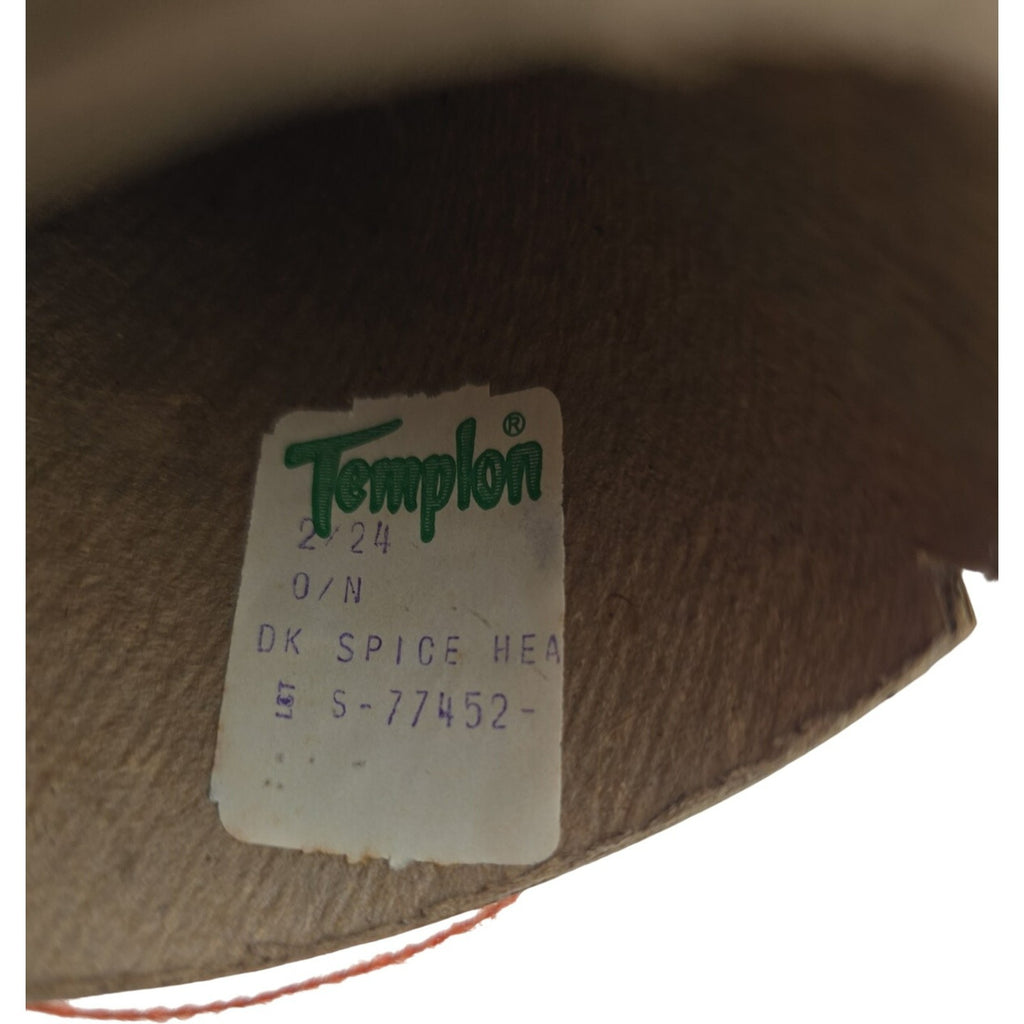 Templon®
2/24
O/N
DK SPICE HEA
LOT S-77452-